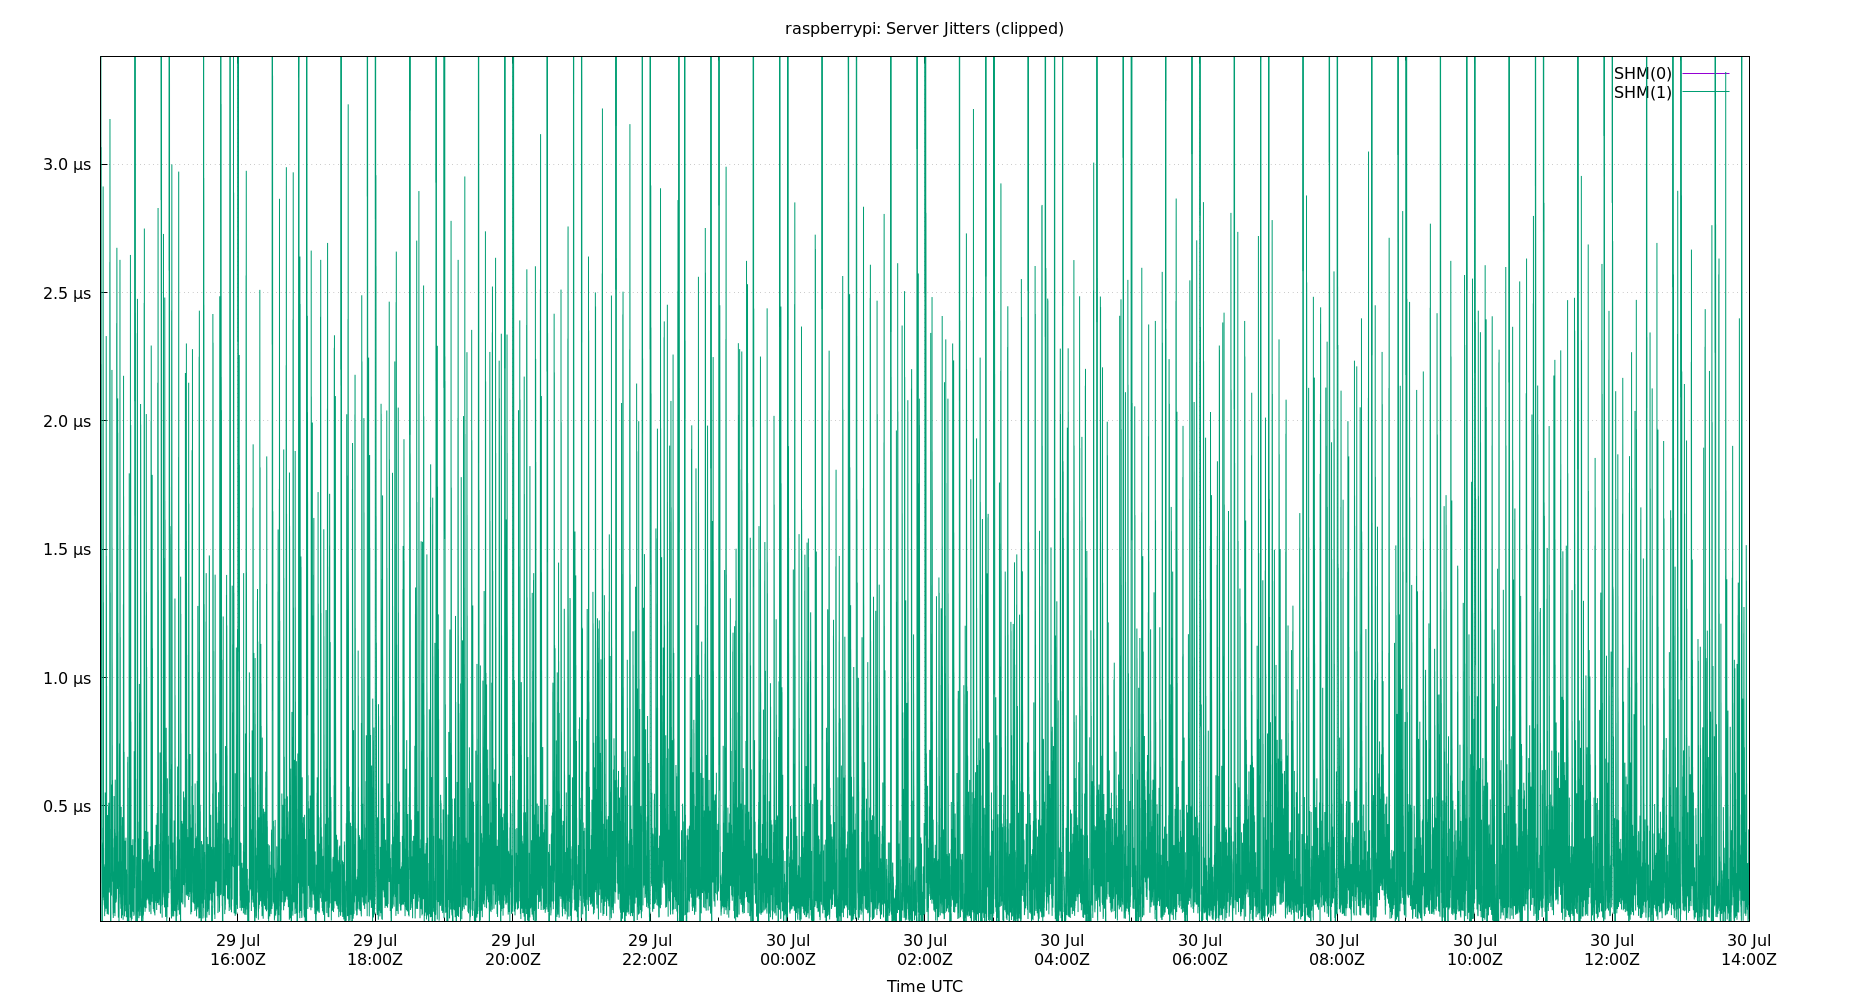 raspberrypi: Server Jitters (clipped)
SHM(0)
SHM(1)
3.0 µs
2.5 µs
2.0 µs
1.5 µs
1.0 µs
0.5 µs
29 Jul 29 Jul 29 Jul 29 Jul 30 Jul 30 Jul 30 Jul 30 Jul 30 Jul 30 Jul 30 Jul 30 Jul
16:00Z 18:00Z 20:00Z 22:00Z 00:00Z 02:00Z 04:00Z 06:00Z 08:00Z 10:00Z 12:00Z 14:00Z
Time UTC